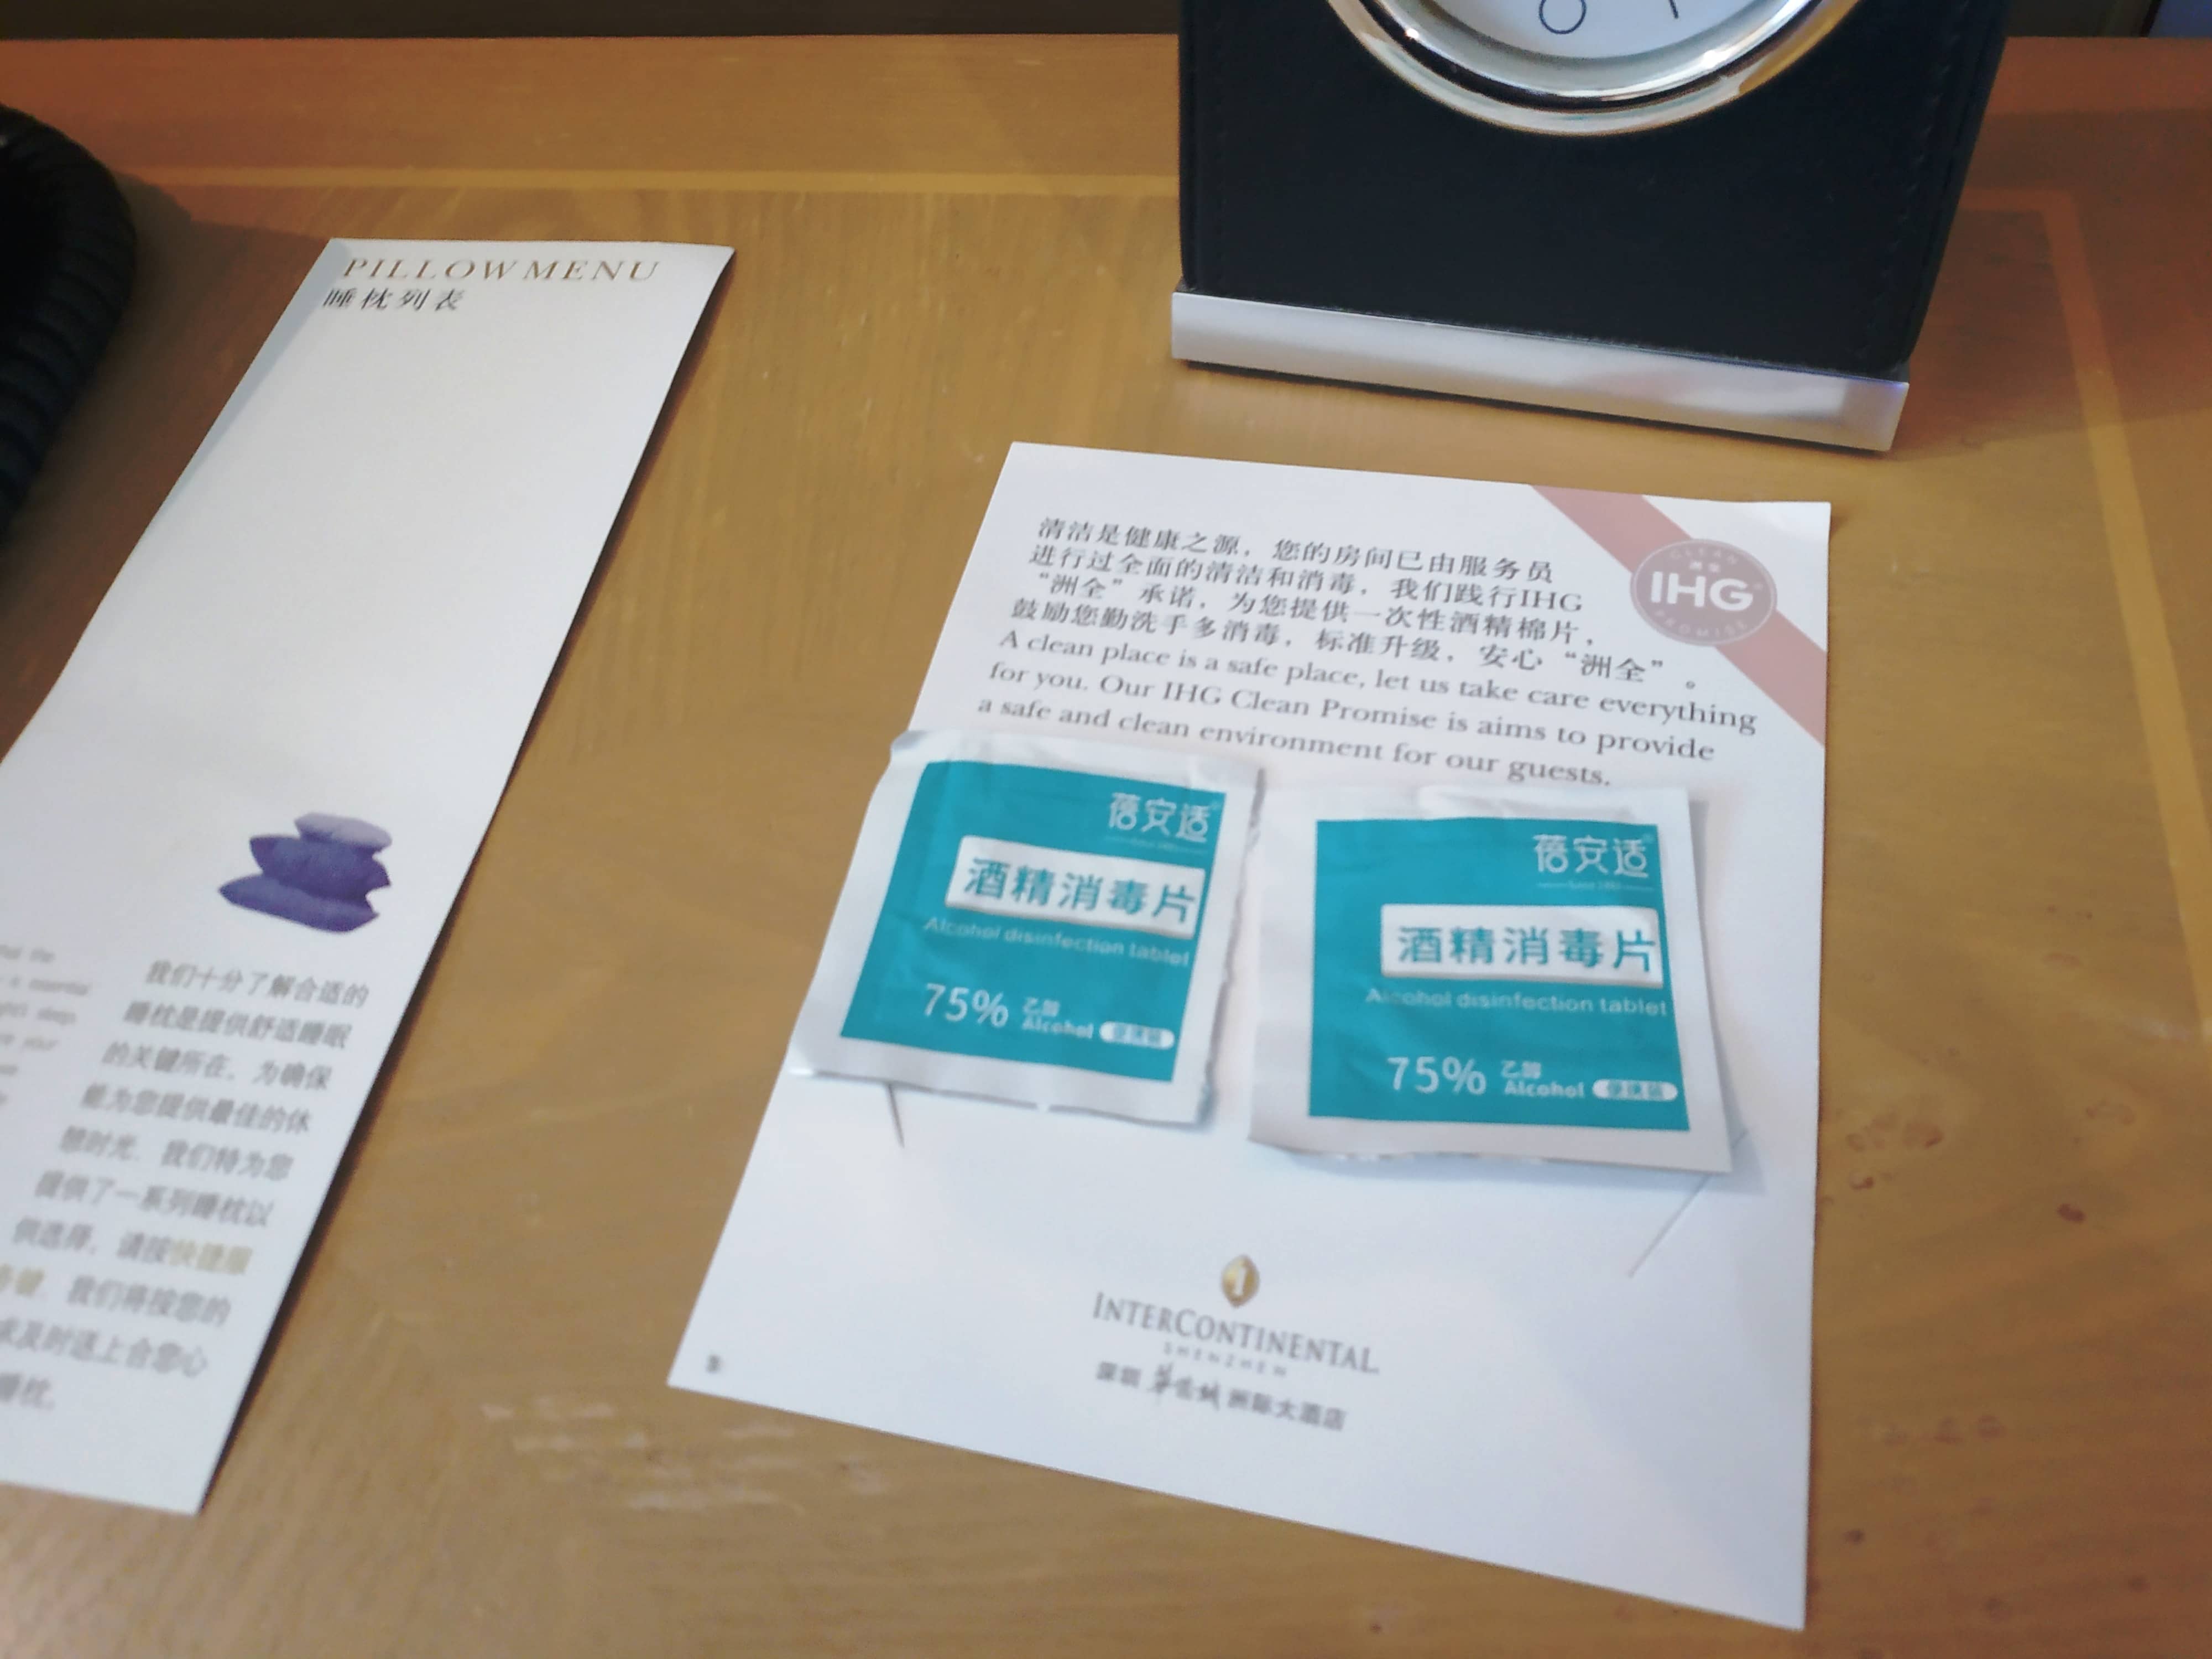 PILLOW MENU
睡枕列表
我们十分了解合适的
睡枕是提供舒适睡眠
的关键所在，为确保
能为您提供最佳的休
憩时光，我们特为您
提供了一系列睡枕以
供选择，请按快捷服
务键，我们将按您的
求及时送上合您心
睡枕。
清洁是健康之源，您的房间已由服务员
进行过全面的清洁和消毒，我们践行IHG
“洲全”承诺，为您提供一次性酒精棉片，
鼓励您勤洗手多消毒，标准升级，安心“洲全”。
A clean place is a safe place, let us take care everything
for you. Our IHG Clean Promise is aims to provide
a safe and clean environment for our guests.
CLEAN
IHG
PROMISE
蓓安适
酒精消毒片
Alcohol disinfection tablet
75% 乙醇
Alcohol 便携装
蓓安适
酒精消毒片
Alcohol disinfection tablet
75% 乙醇
Alcohol 便携装
INTERCONTINENTAL
SHENZHEN
深圳 华侨城 洲际大酒店